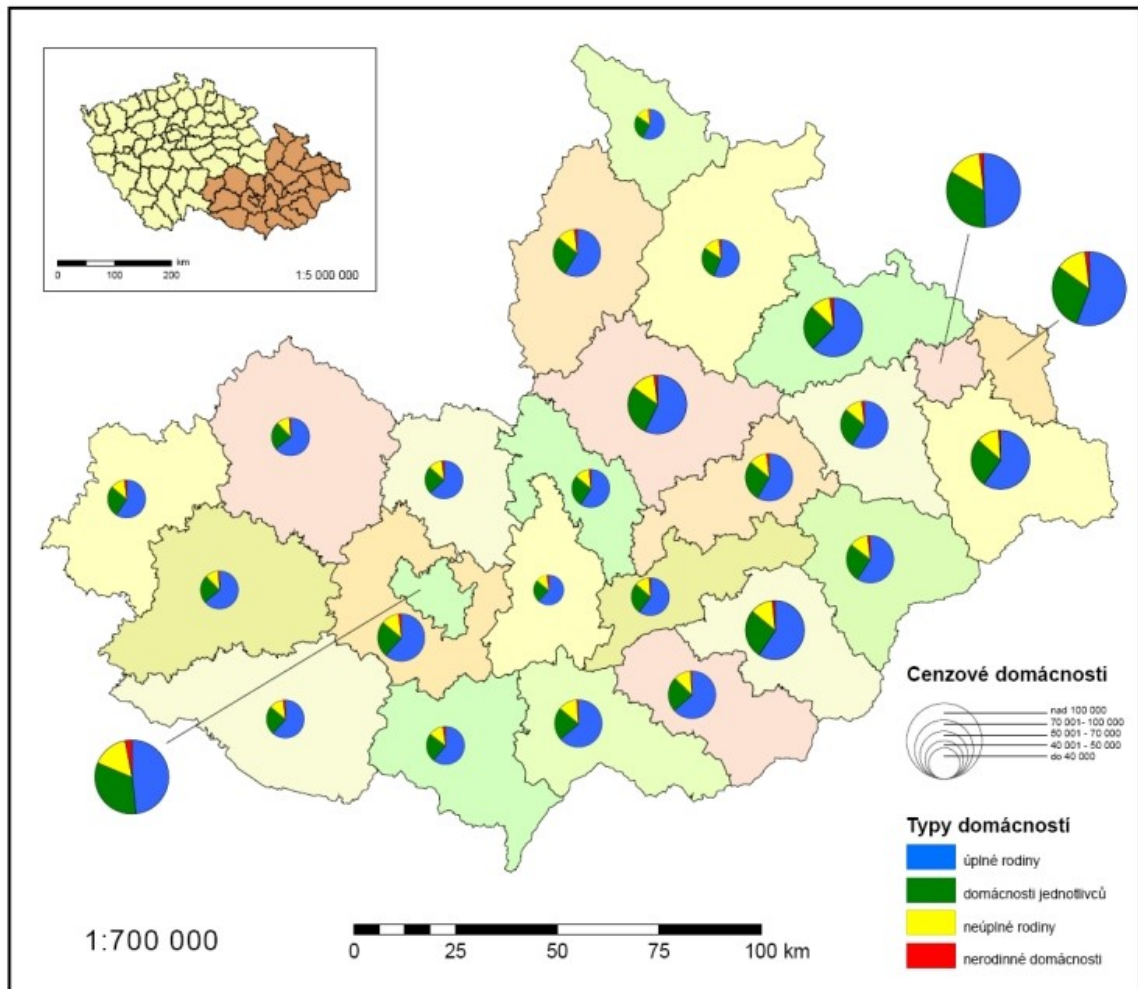 km
0 100 200
1:5 000 000
Cenzové domácnosti
nad 100 000
70 001- 100 000
50 001 - 70 000
40 001 - 50 000
do 40 000
Typy domácností
úplné rodiny
domácnosti jednotlivců
neúplné rodiny
nerodinné domácnosti
1:700 000
0 25 50 75 100 km